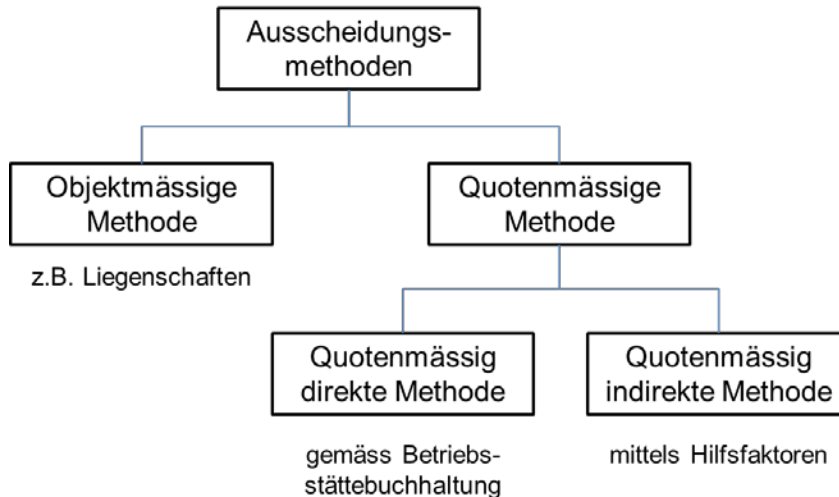 Ausscheidungs-
methoden
Objektmässige
Methode
Quotenmässige
Methode
z.B. Liegenschaften
Quotenmässig
direkte Methode
Quotenmässig
indirekte Methode
gemäss Betriebs-
stättebuchhaltung
mittels Hilfsfaktoren